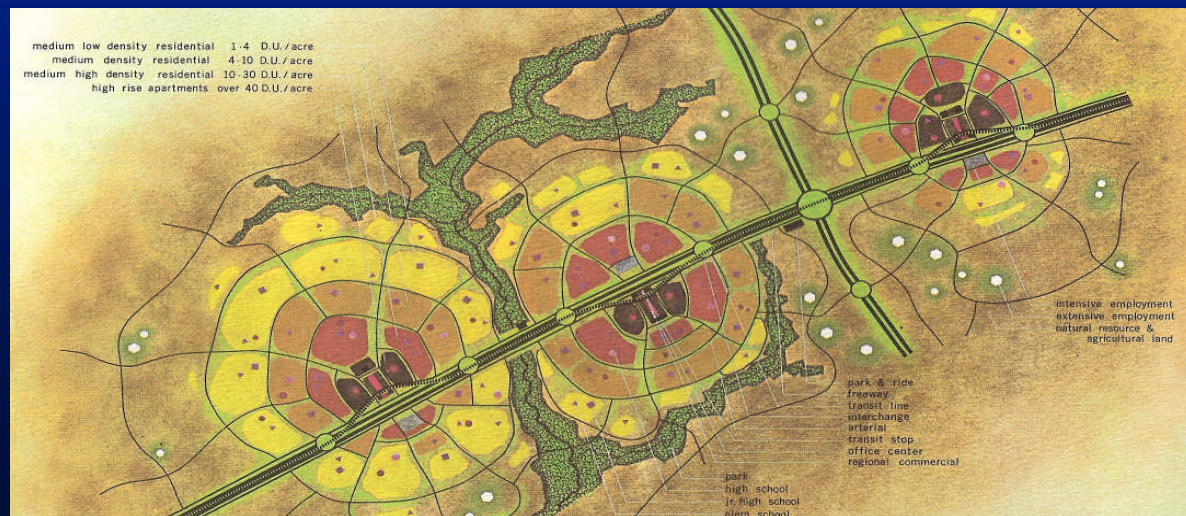 medium low density residential 1-4 D.U./acre
medium density residential 4-10 D.U./acre
medium high density residential 10-30 D.U./acre
high rise apartments over 40 D.U./acre
intensive employment
extensive employment
natural resource &
agricultural land
park & ride
freeway
transit line
interchange
arterial
transit stop
office center
regional commercial
park
high school
jr. high school
elem school